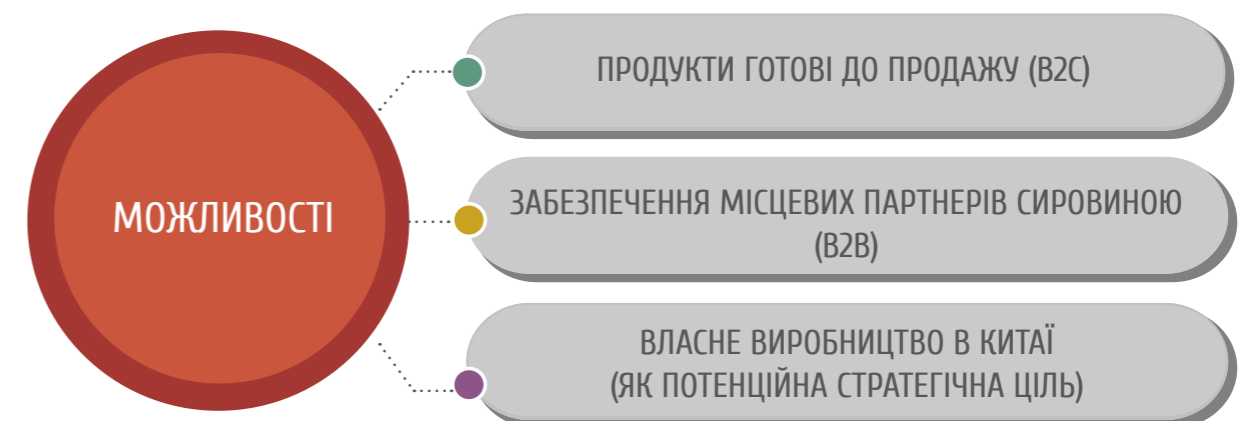 МОЖЛИВОСТІ
ПРОДУКТИ ГОТОВІ ДО ПРОДАЖУ (B2C)
ЗАБЕЗПЕЧЕННЯ МІСЦЕВИХ ПАРТНЕРІВ СИРОВИНОЮ
(B2B)
ВЛАСНЕ ВИРОБНИЦТВО В КИТАЇ
(ЯК ПОТЕНЦІЙНА СТРАТЕГІЧНА ЦІЛЬ)